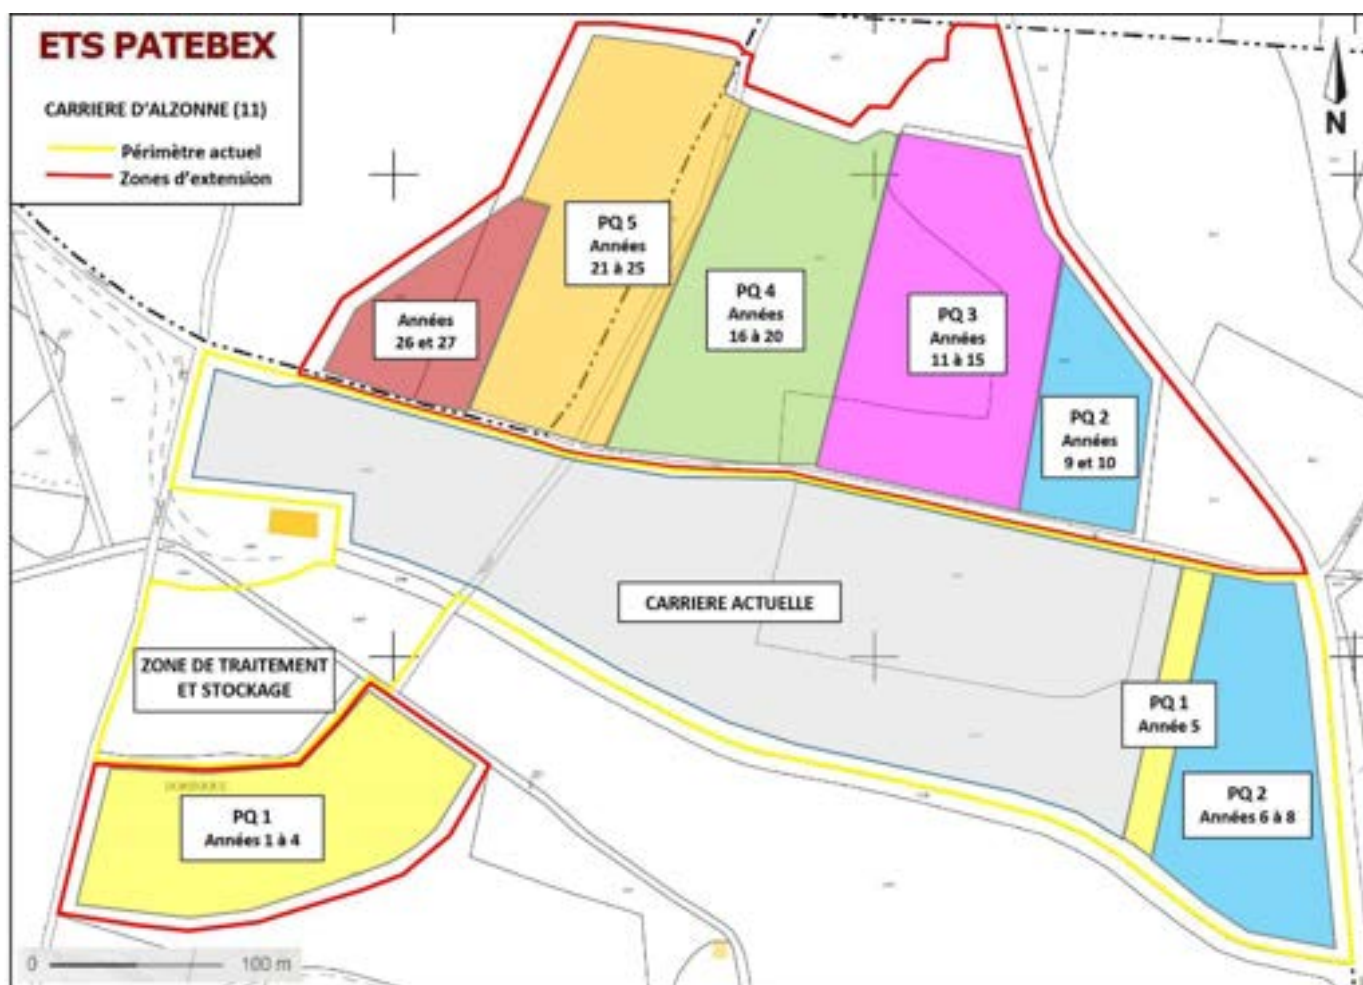 ETS PATEBEX
CARRIERE D'ALZONNE (11)
Périmètre actuel
Zones d'extension
N
PQ 5
Années
21 à 25
PQ 4
Années
16 à 20
PQ 3
Années
11 à 15
Années
26 et 27
PQ 2
Années
9 et 10
CARRIERE ACTUELLE
ZONE DE TRAITEMENT
ET STOCKAGE
PQ 1
Année 5
PQ 2
Années 6 à 8
PQ 1
Années 1 à 4
0
100 m